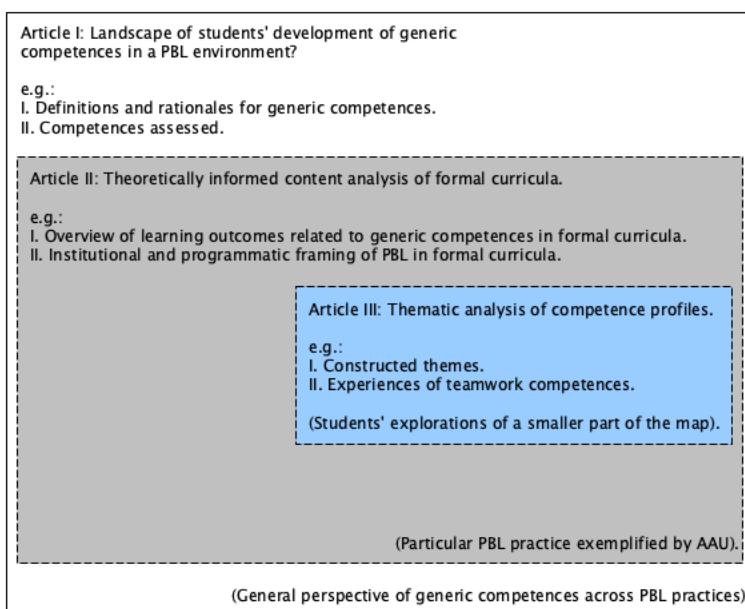 Article I: Landscape of students' development of generic
competences in a PBL environment?
e.g.:
I. Definitions and rationales for generic competences.
II. Competences assessed.
Article II: Theoretically informed content analysis of formal curricula.
e.g.:
I. Overview of learning outcomes related to generic competences in formal curricula.
II. Institutional and programmatic framing of PBL in formal curricula.
Article III: Thematic analysis of competence profiles.
e.g.:
I. Constructed themes.
II. Experiences of teamwork competences.
(Students' explorations of a smaller part of the map).
(Particular PBL practice exemplified by AAU).
(General perspective of generic competences across PBL practices)